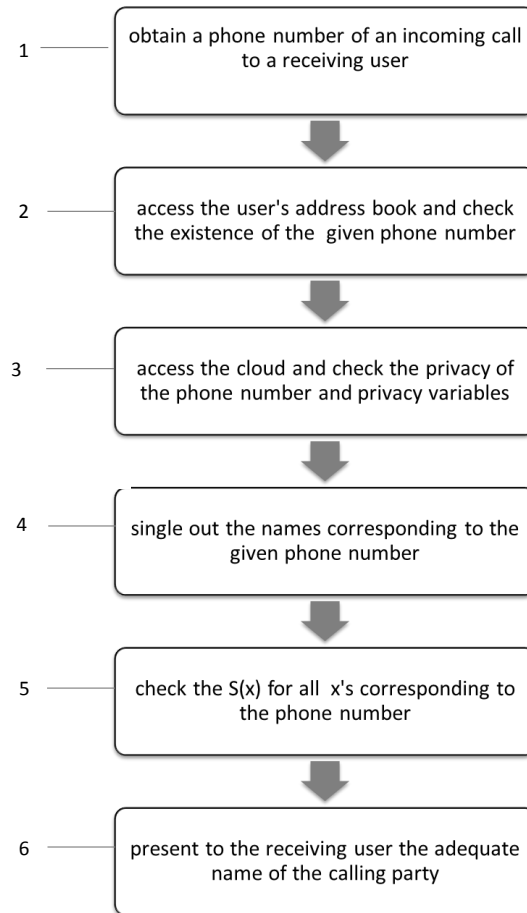 1
obtain a phone number of an incoming call
to a receiving user
2
access the user's address book and check
the existence of the given phone number
3
access the cloud and check the privacy of
the phone number and privacy variables
4
single out the names corresponding to the
given phone number
5
check the S(x) for all x's corresponding to
the phone number
6
present to the receiving user the adequate
name of the calling party